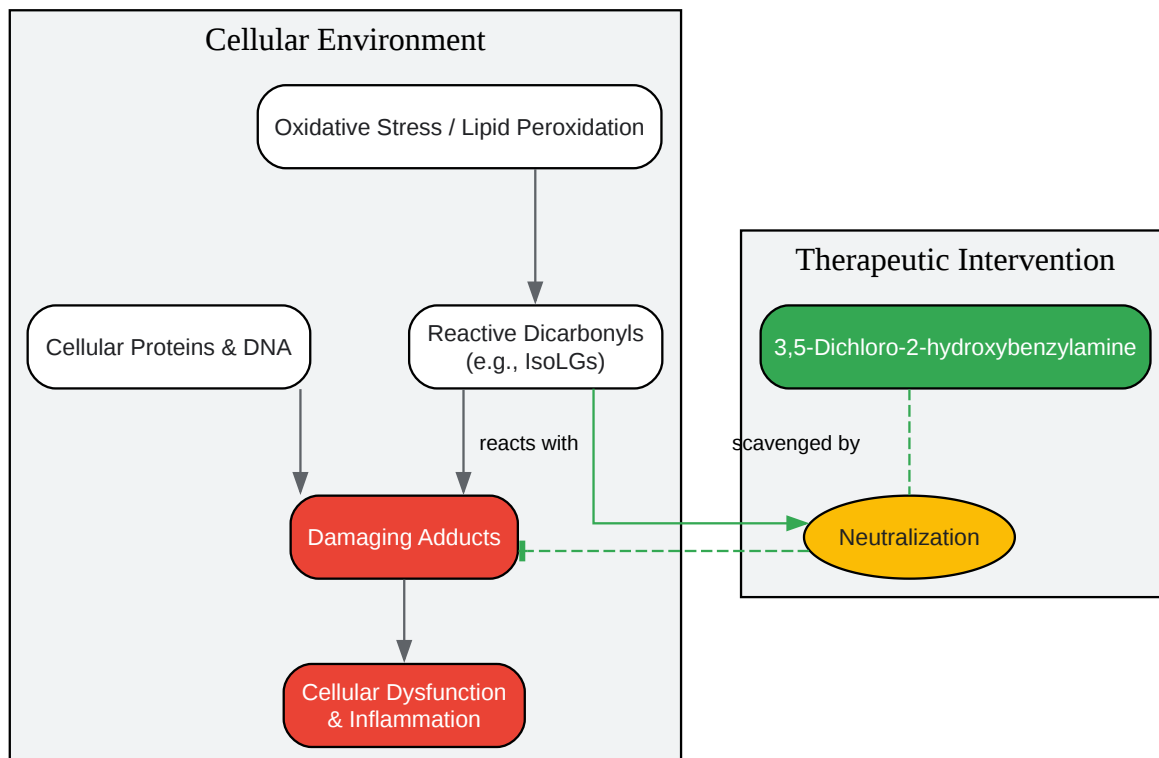 Cellular Environment
Oxidative Stress / Lipid Peroxidation
Therapeutic Intervention
Cellular Proteins & DNA
Reactive Dicarbonyls
(e.g., IsoLGs)
3,5-Dichloro-2-hydroxybenzylamine
reacts with
scavenged by
Damaging Adducts
Neutralization
Cellular Dysfunction
& Inflammation